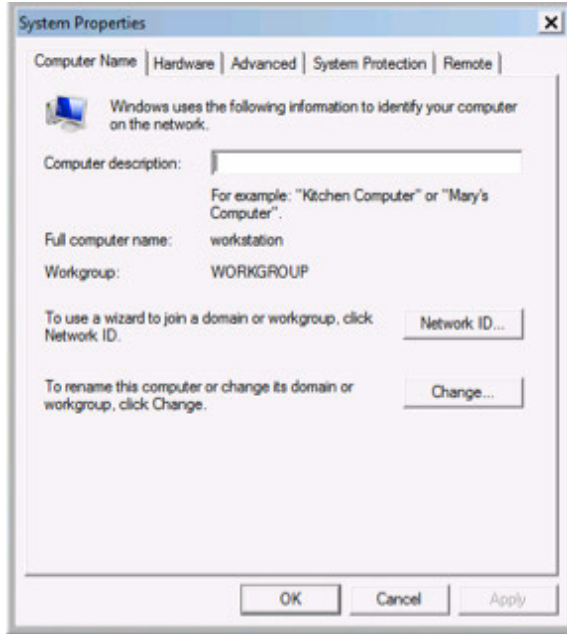 System Properties
Computer Name Hardware Advanced System Protection Remote
Windows uses the following information to identify your computer
on the network.
Computer description:
For example: "Kitchen Computer" or "Mary's
Computer".
Full computer name: workstation
Workgroup: WORKGROUP
To use a wizard to join a domain or workgroup, click
Network ID.
Network ID...
To rename this computer or change its domain or
workgroup, click Change.
Change...
OK Cancel Apply